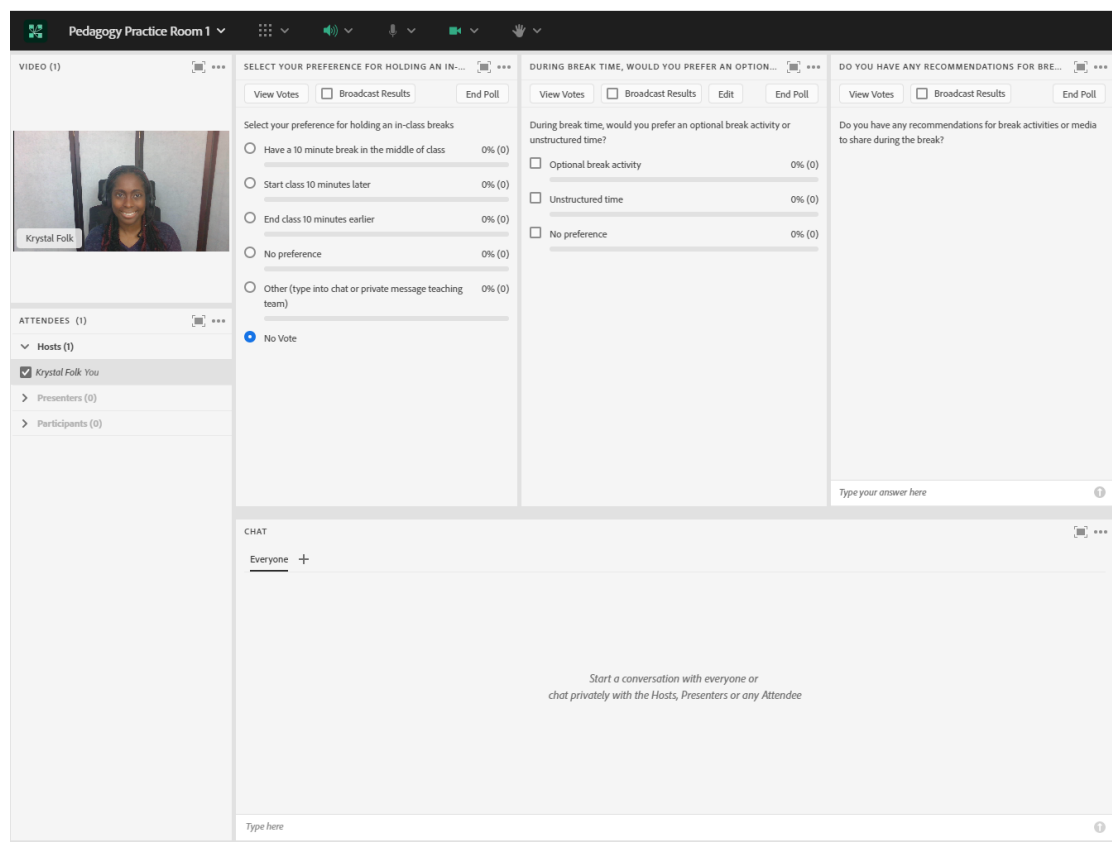 Pedagogy Practice Room 1
VIDEO (1)
Krystal Folk
ATTENDEES (1)
Hosts (1)
Krystal Folk You
Presenters (0)
Participants (0)
SELECT YOUR PREFERENCE FOR HOLDING AN IN-...
View Votes
Broadcast Results
End Poll
Select your preference for holding an in-class breaks
Have a 10 minute break in the middle of class 0% (0)
Start class 10 minutes later 0% (0)
End class 10 minutes earlier 0% (0)
No preference 0% (0)
Other (type into chat or private message teaching 0% (0)
team)
No Vote
DURING BREAK TIME, WOULD YOU PREFER AN OPTION...
View Votes
Broadcast Results
Edit
End Poll
During break time, would you prefer an optional break activity or
unstructured time?
Optional break activity 0% (0)
Unstructured time 0% (0)
No preference 0% (0)
DO YOU HAVE ANY RECOMMENDATIONS FOR BRE...
View Votes
Broadcast Results
End Poll
Do you have any recommendations for break activities or media
to share during the break?
Type your answer here
CHAT
Everyone
Start a conversation with everyone or
chat privately with the Hosts, Presenters or any Attendee
Type here